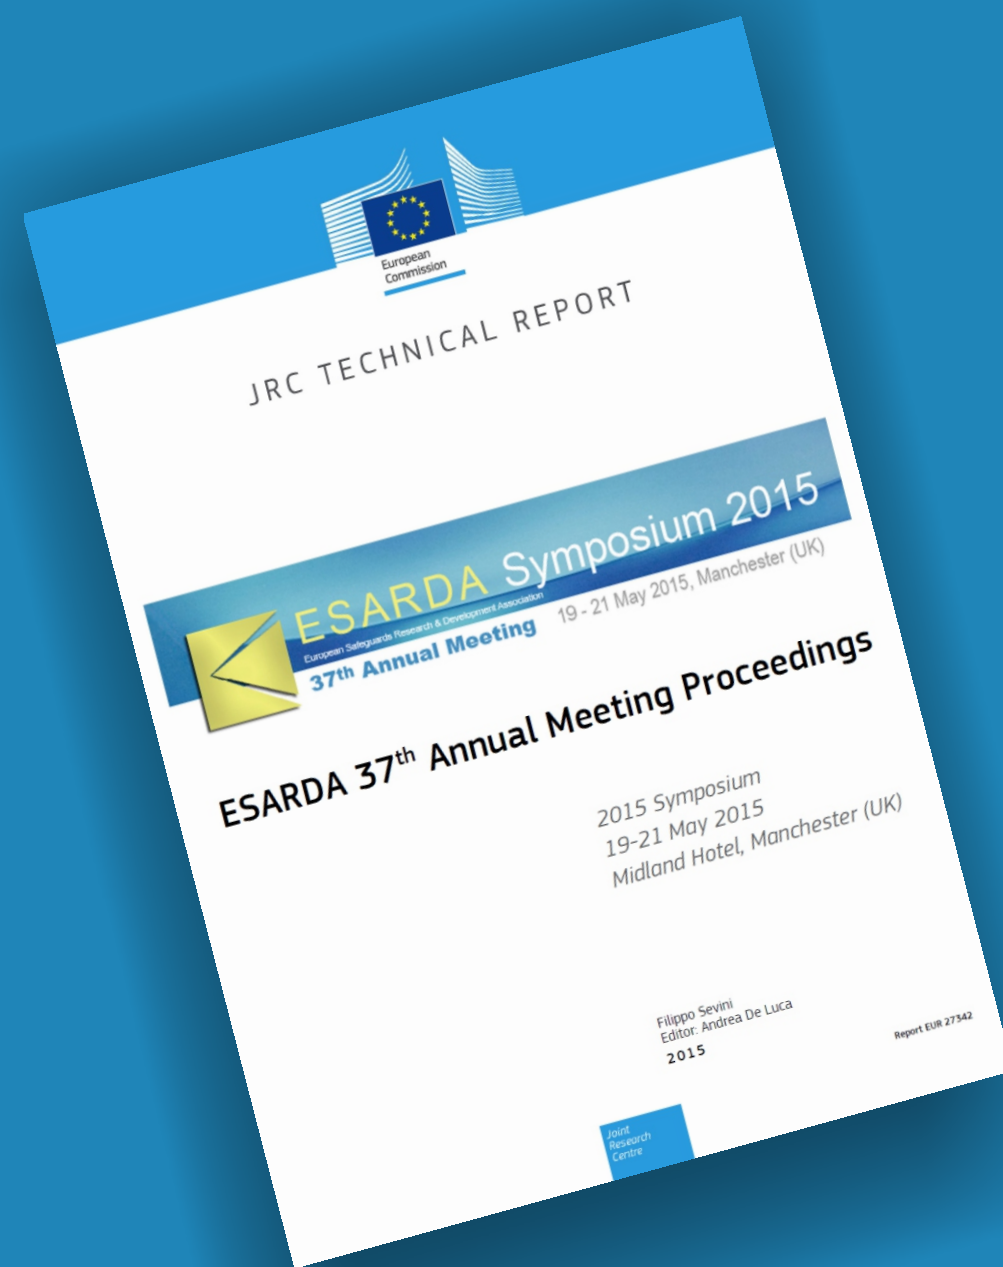 European
Commission
JRC TECHNICAL REPORT
ESARDA Symposium 2015
European Safeguards Research & Development Association
37th Annual Meeting
19 - 21 May 2015, Manchester (UK)
ESARDA 37th Annual Meeting Proceedings
2015 Symposium
19-21 May 2015
Midland Hotel, Manchester (UK)
Filippo Sevini
Editor: Andrea De Luca
2015
Report EUR 27342
Joint
Research
Centre